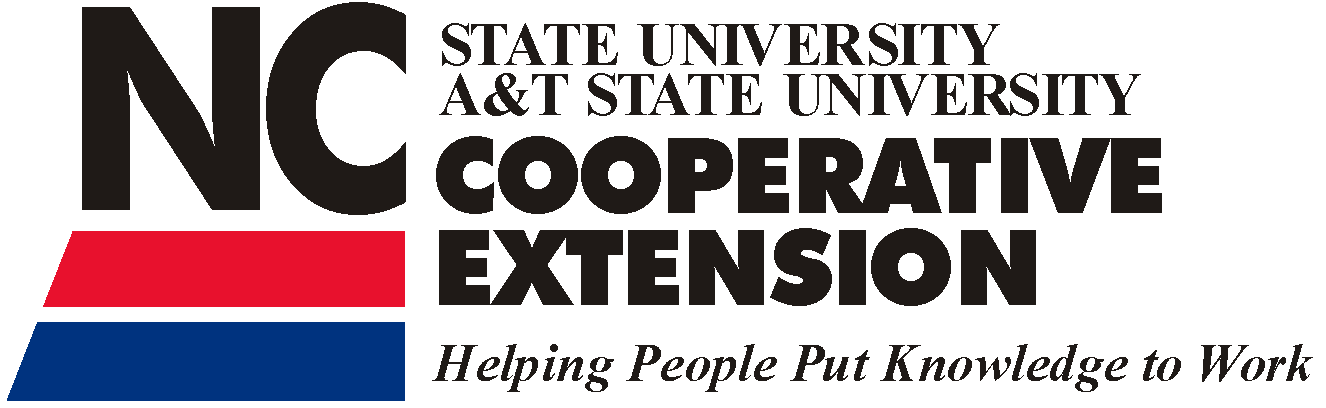 NC
STATE UNIVERSITY
A&T STATE UNIVERSITY
COOPERATIVE
EXTENSION
Helping People Put Knowledge to Work